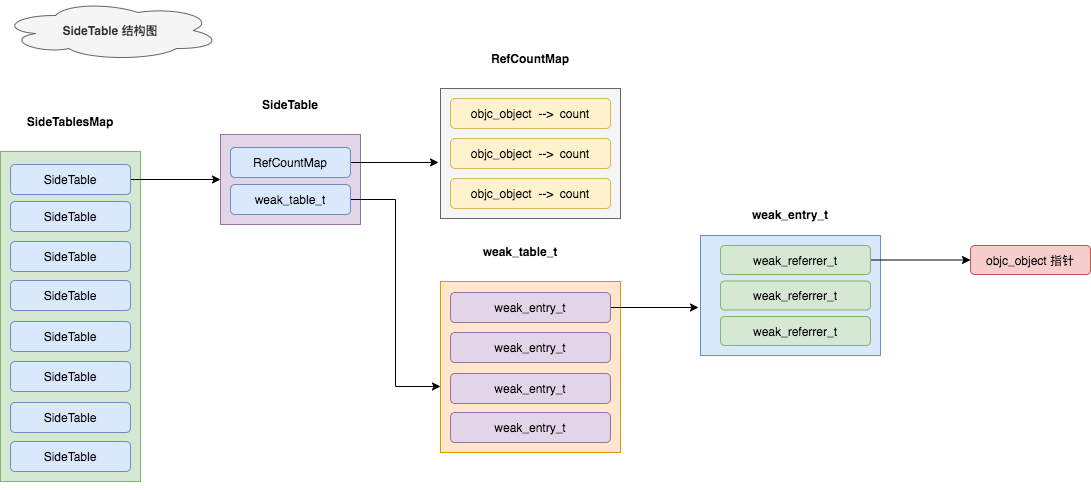 SideTable 结构图
SideTablesMap
SideTable
SideTable
SideTable
SideTable
SideTable
SideTable
SideTable
SideTable
SideTable
RefCountMap
weak_table_t
RefCountMap
objc_object --> count
objc_object --> count
objc_object --> count
weak_table_t
weak_entry_t
weak_entry_t
weak_entry_t
weak_entry_t
weak_entry_t
weak_referrer_t
weak_referrer_t
weak_referrer_t
objc_object 指针